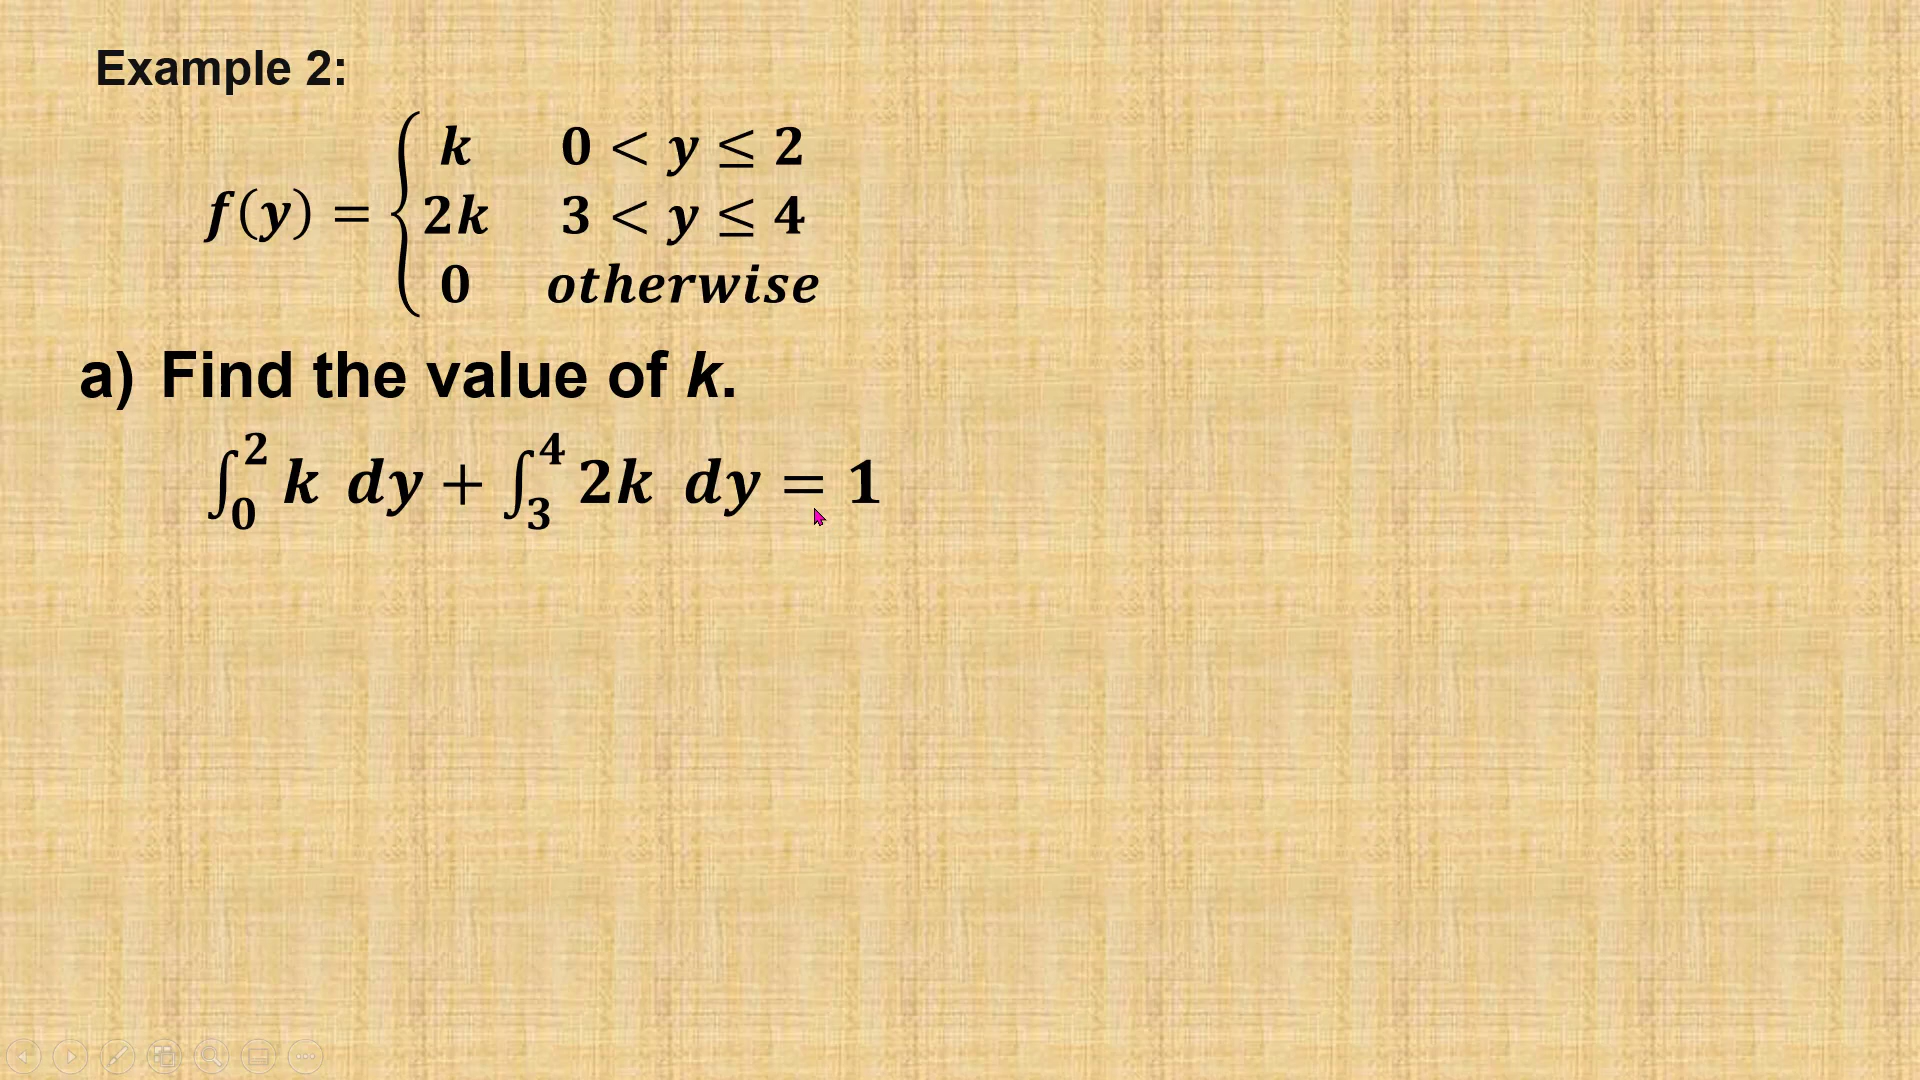 Example 2:
f(y) = { k 0 < y ≤ 2
2k 3 < y ≤ 4
0 otherwise
a) Find the value of k.
∫₀² k dy + ∫₃⁴ 2k dy = 1